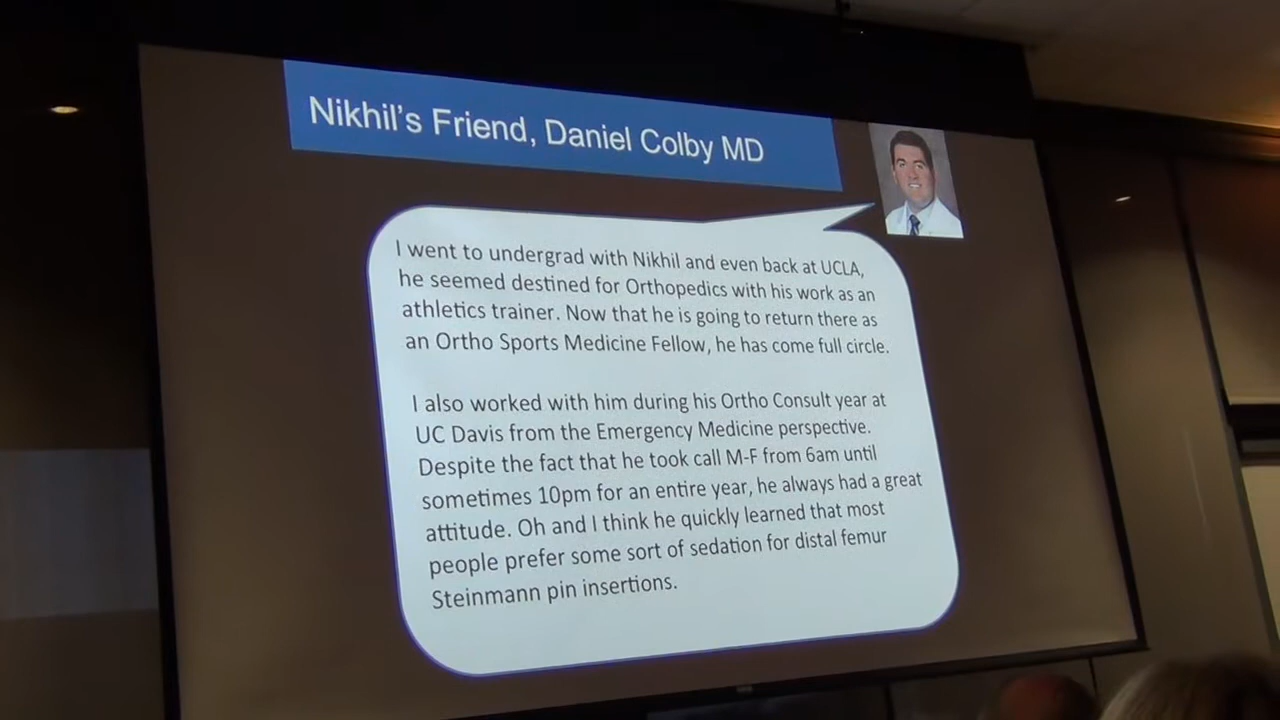 Nikhil's Friend, Daniel Colby MD
I went to undergrad with Nikhil and even back at UCLA,
he seemed destined for Orthopedics with his work as an
athletics trainer. Now that he is going to return there as
an Ortho Sports Medicine Fellow, he has come full circle.
I also worked with him during his Ortho Consult year at
UC Davis from the Emergency Medicine perspective.
Despite the fact that he took call M-F from 6am until
sometimes 10pm for an entire year, he always had a great
attitude. Oh and I think he quickly learned that most
people prefer some sort of sedation for distal femur
Steinmann pin insertions.